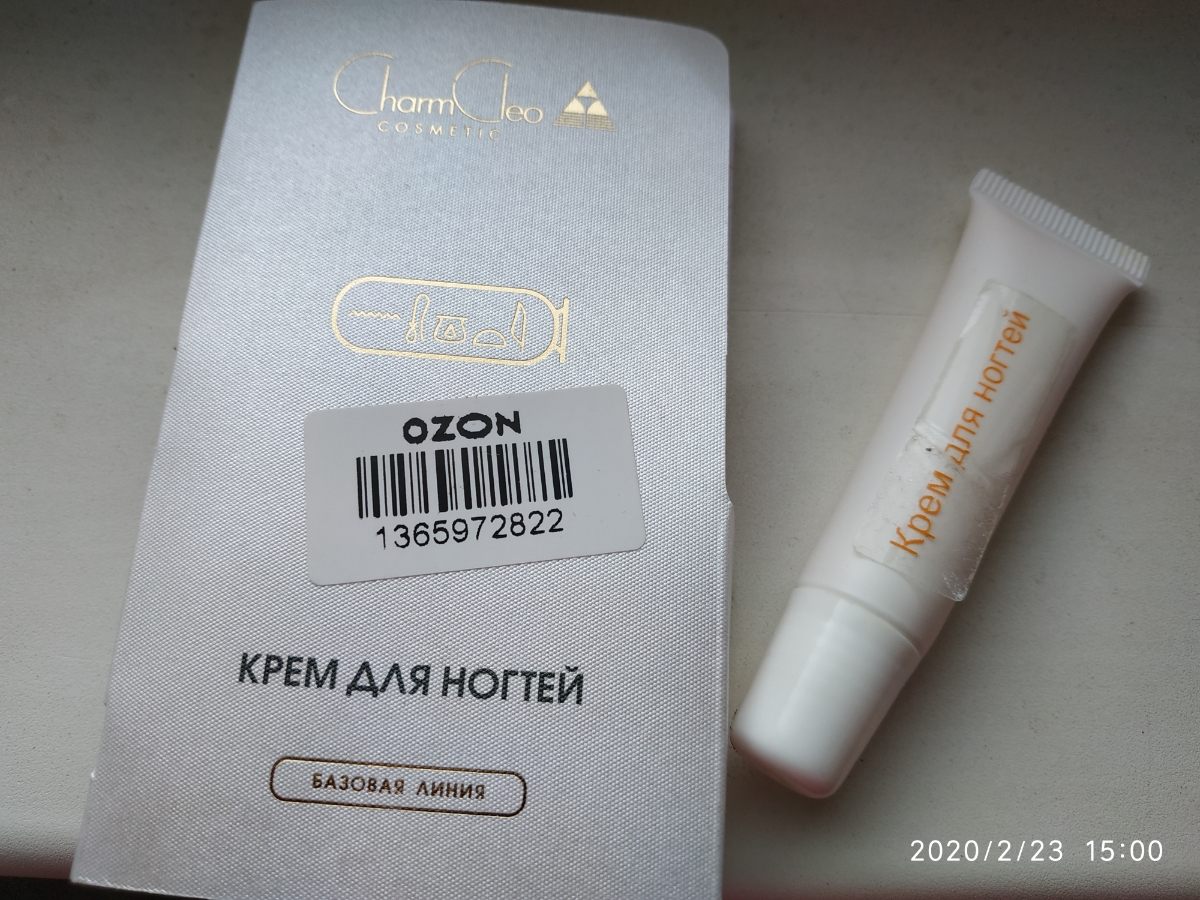 CharmCleo
COSMETIC
OZON
1365972822
КРЕМ ДЛЯ НОГТЕЙ
БАЗОВАЯ ЛИНИЯ
Крем для ногтей
2020/2/23 15:00